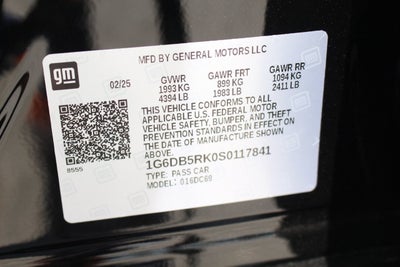 MFD BY GENERAL MOTORS LLC
gm
02/25
GVWR GAWR FRT GAWR RR
1993 KG 899 KG 1094 KG
4394 LB 1983 LB 2411 LB
THIS VEHICLE CONFORMS TO ALL
APPLICABLE U.S. FEDERAL MOTOR
VEHICLE SAFETY, BUMPER, AND THEFT
PREVENTION STANDARDS IN EFFECT ON
THE DATE OF MANUFACTURE SHOWN
ABOVE.
1G6DB5RK0S0117841
TYPE: PASS CAR
MODEL: 016DC69
8555